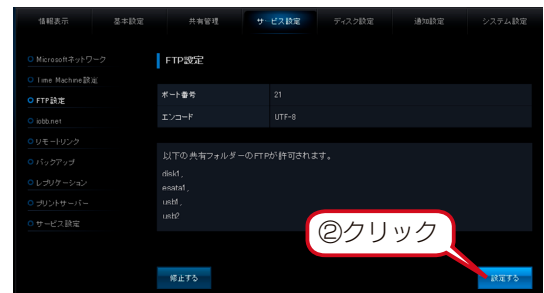 情報表示 基本設定 共有管理 サービス設定 ディスク設定 通知設定 システム設定
Microsoftネットワーク
Time Machine設定
FTP設定
iobb.net
リモートリンク
バックアップ
レプリケーション
プリントサーバー
サービス設定
FTP設定
ポート番号 21
エンコード UTF-8
以下の共有フォルダーのFTPが許可されます。
disk1,
esata1,
usb1,
usb2
②クリック
修正する 設定する